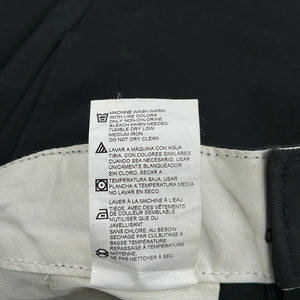 MACHINE WASH WARM
WITH LIKE COLORS
ONLY NON-CHLORINE
BLEACH WHEN NEEDED
TUMBLE DRY LOW
MEDIUM IRON
DO NOT DRY CLEAN
LAVAR A MÁQUINA CON AGUA
TIBIA, CON COLORES SIMILARES
CUANDO SEA NECESARIO, USAR
ÚNICAMENTE BLANQUEADOR
SIN CLORO, SECAR A
TEMPERATURA BAJA, USAR
PLANCHA A TEMPERATURA MEDIA
NO LAVAR EN SECO
LAVER À LA MACHINE À L'EAU
TIÈDE, AVEC DES VÊTEMENTS
DE COULEUR SEMBLABLE
N'UTILISER QUE DU
JAVELLISANT
SANS CHLORE, AU BESOIN
SÉCHAGE À BASSE
TEMPÉRATURE
REPASSAGE À TEMPÉRATURE
MOYENNE.
NE PAS NETTOYER À SEC